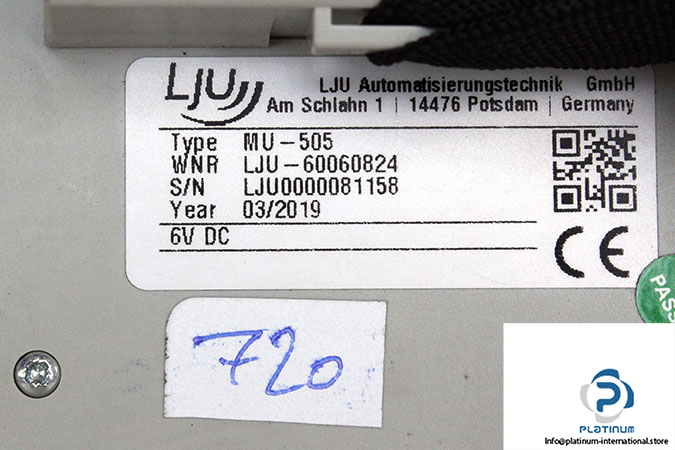 LJU
LJU Automatisierungstechnik GmbH
Am Schlahn 1 | 14476 Potsdam | Germany
Type MU-505
WNR LJU-60060824
S/N LJU0000081158
Year 03/2019
6V DC
CE
PASS
720
P
PLATINUM
Info@platinum-international.store